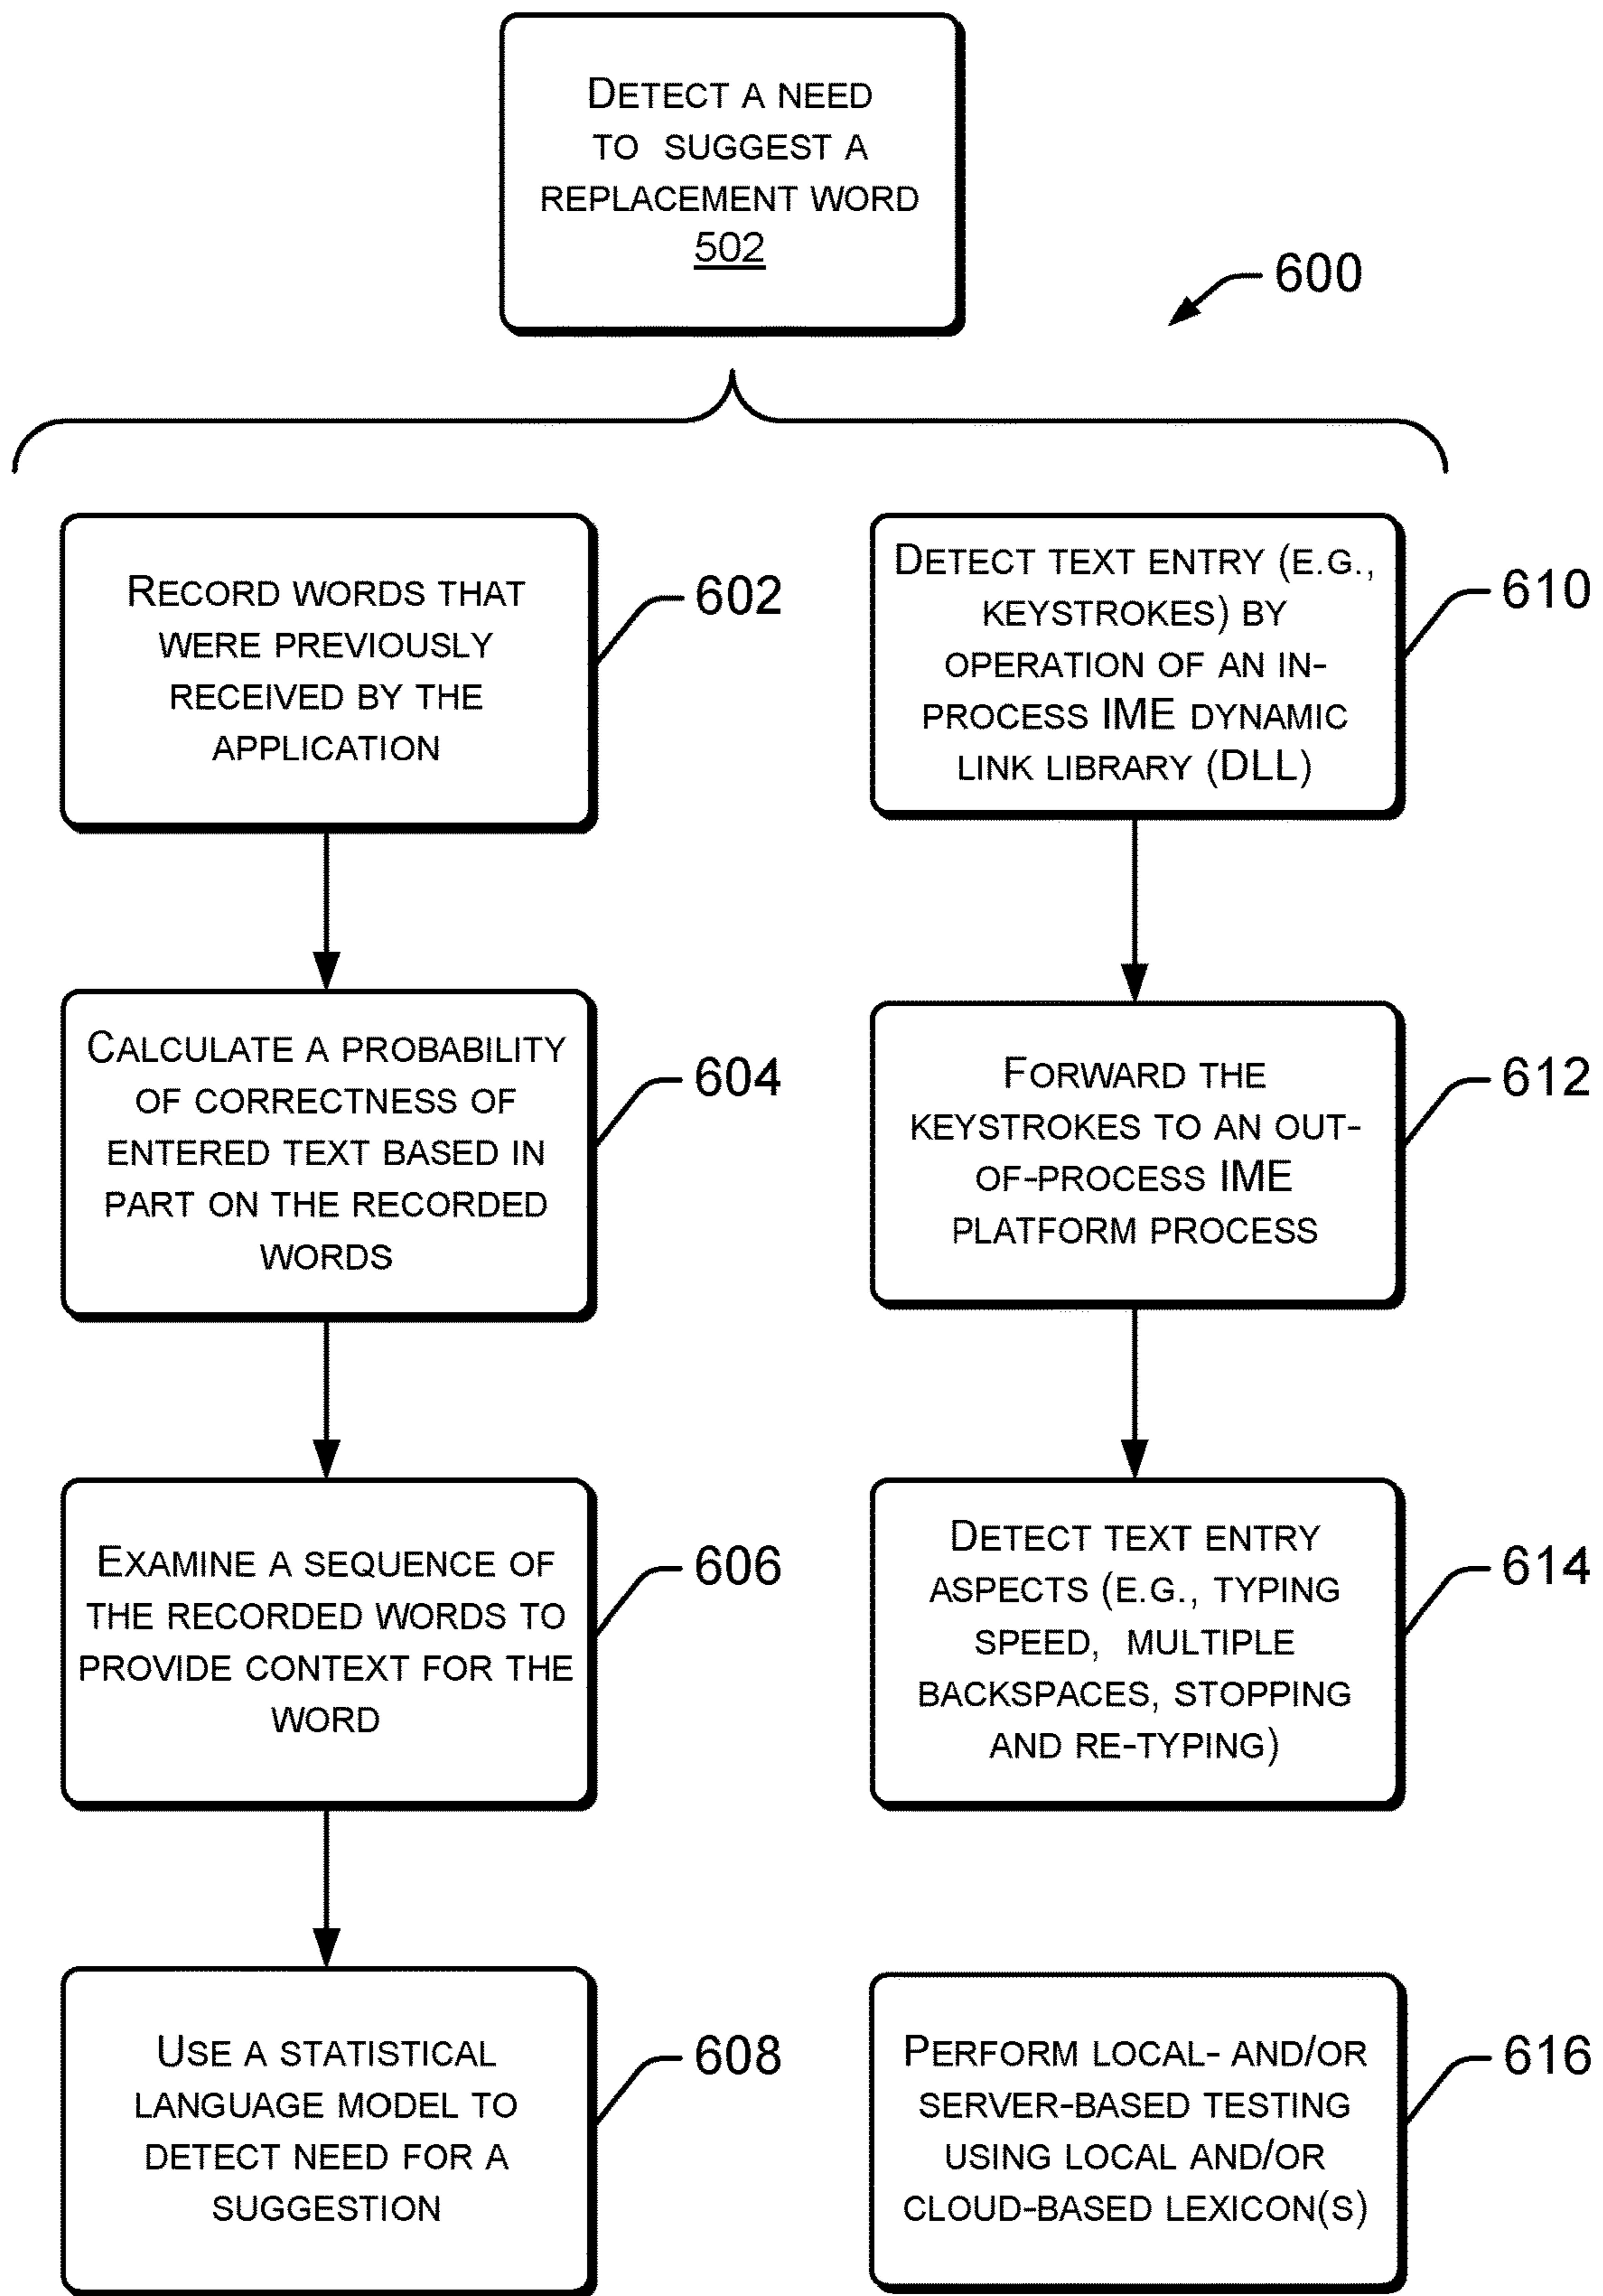 DETECT A NEED
TO SUGGEST A
REPLACEMENT WORD
502
600
RECORD WORDS THAT
WERE PREVIOUSLY
RECEIVED BY THE
APPLICATION
602
CALCULATE A PROBABILITY
OF CORRECTNESS OF
ENTERED TEXT BASED IN
PART ON THE RECORDED
WORDS
604
EXAMINE A SEQUENCE OF
THE RECORDED WORDS TO
PROVIDE CONTEXT FOR THE
WORD
606
USE A STATISTICAL
LANGUAGE MODEL TO
DETECT NEED FOR A
SUGGESTION
608
DETECT TEXT ENTRY (E.G.,
KEYSTROKES) BY
OPERATION OF AN IN-
PROCESS IME DYNAMIC
LINK LIBRARY (DLL)
610
FORWARD THE
KEYSTROKES TO AN OUT-
OF-PROCESS IME
PLATFORM PROCESS
612
DETECT TEXT ENTRY
ASPECTS (E.G., TYPING
SPEED, MULTIPLE
BACKSPACES, STOPPING
AND RE-TYPING)
614
PERFORM LOCAL- AND/OR
SERVER-BASED TESTING
USING LOCAL AND/OR
CLOUD-BASED LEXICON(S)
616